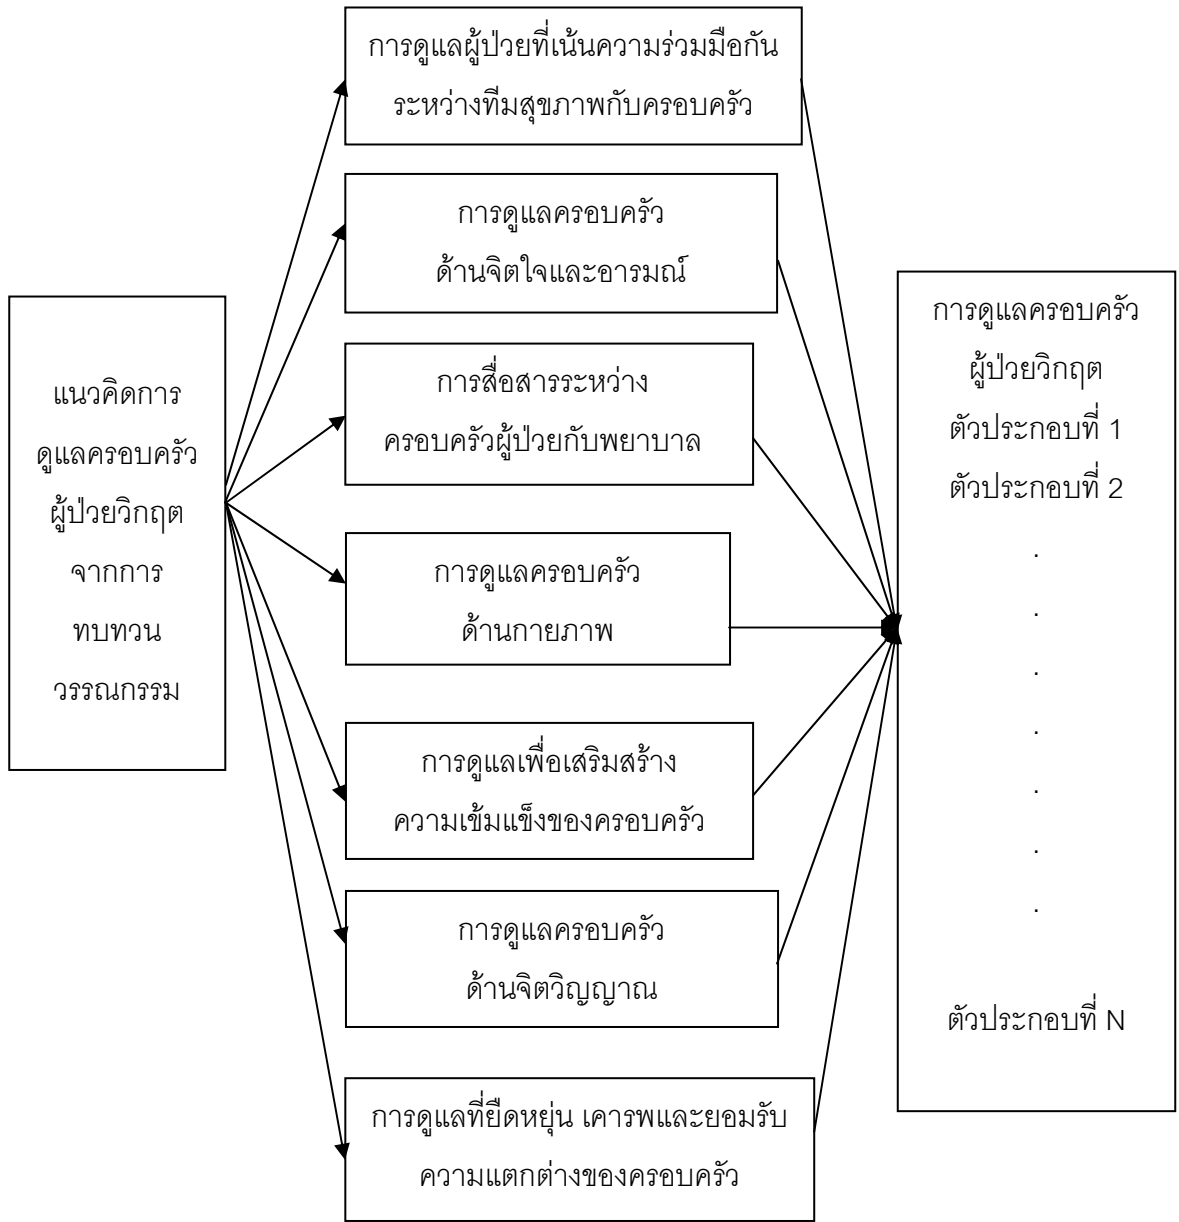 แนวคิดการ
ดูแลครอบครัว
ผู้ป่วยวิกฤต
จากการ
ทบทวน
วรรณกรรม
การดูแลผู้ป่วยที่เน้นความร่วมมือกัน
ระหว่างทีมสุขภาพกับครอบครัว
การดูแลครอบครัว
ด้านจิตใจและอารมณ์
การสื่อสารระหว่าง
ครอบครัวผู้ป่วยกับพยาบาล
การดูแลครอบครัว
ด้านกายภาพ
การดูแลเพื่อเสริมสร้าง
ความเข้มแข็งของครอบครัว
การดูแลครอบครัว
ด้านจิตวิญญาณ
การดูแลที่ยืดหยุ่น เคารพและยอมรับ
ความแตกต่างของครอบครัว
การดูแลครอบครัว
ผู้ป่วยวิกฤต
ตัวประกอบที่ 1
ตัวประกอบที่ 2
.
.
.
.
.
.
.
ตัวประกอบที่ N